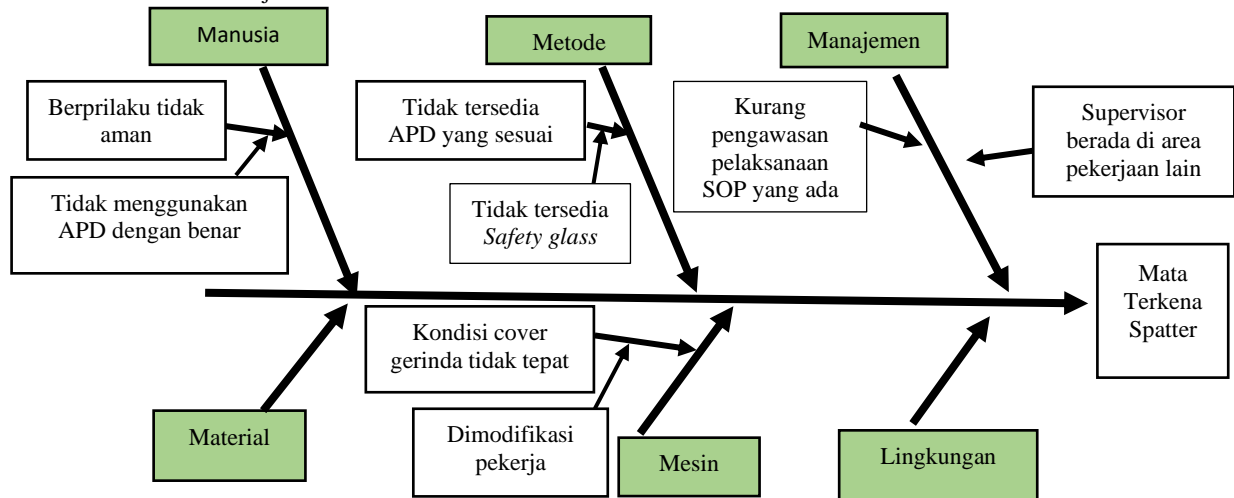 Manusia
Metode
Manajemen
Berprilaku tidak
aman
Tidak menggunakan
APD dengan benar
Tidak tersedia
APD yang sesuai
Tidak tersedia
Safety glass
Kurang
pengawasan
pelaksanaan
SOP yang ada
Supervisor
berada di area
pekerjaan lain
Mata
Terkena
Spatter
Kondisi cover
gerinda tidak tepat
Dimodifikasi
pekerja
Material
Mesin
Lingkungan